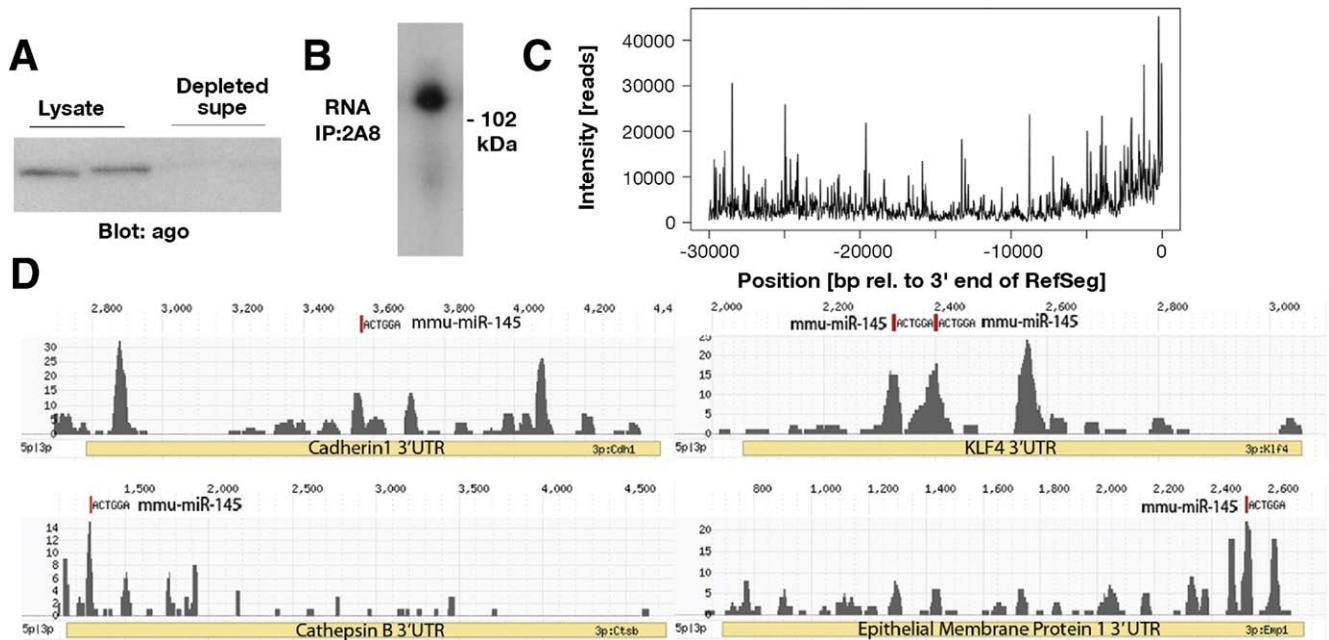 A
Lysate
Depleted
supe
Blot: ago
B
RNA
IP:2A8
- 102
kDa
C
Intensity [reads]
40000
30000
20000
10000
0
-30000 -20000 -10000 0
Position [bp rel. to 3' end of RefSeg]
D
2,800 3,000 3,200 3,400 3,600 3,800 4,000 4,200 4,4
ACTGGA mmu-miR-145
30
25
20
15
10
5
0
5p|3p Cadherin1 3'UTR 3p:Cdh1
2,000 2,200 2,400 2,600 2,800 3,000
mmu-miR-145 ACTGGA ACTGGA mmu-miR-145
25
20
15
10
5
0
5p|3p KLF4 3'UTR 3p:Klf4
1,500 2,000 2,500 3,000 3,500 4,000 4,500
ACTGGA mmu-miR-145
14
12
10
8
6
4
2
0
5p|3p Cathepsin B 3'UTR 3p:Ctsb
800 1,000 1,200 1,400 1,600 1,800 2,000 2,200 2,400 2,600
mmu-miR-145 ACTGGA
20
15
10
5
0
5p|3p Epithelial Membrane Protein 1 3'UTR 3p:Emp1